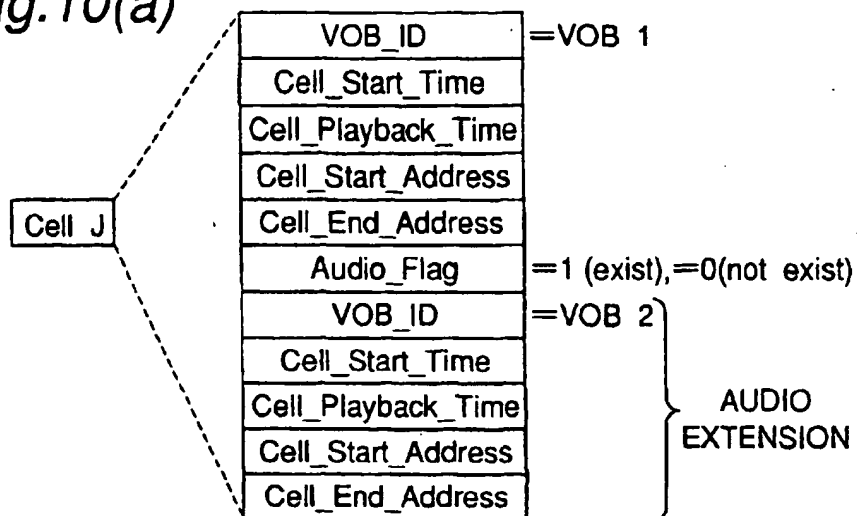 ig.10(a)
VOB_ID =VOB 1
Cell_Start_Time
Cell_Playback_Time
Cell_Start_Address
Cell J
Cell_End_Address
Audio_Flag =1 (exist),=0(not exist)
VOB_ID =VOB 2
Cell_Start_Time
Cell_Playback_Time
AUDIO
EXTENSION
Cell_Start_Address
Cell_End_Address